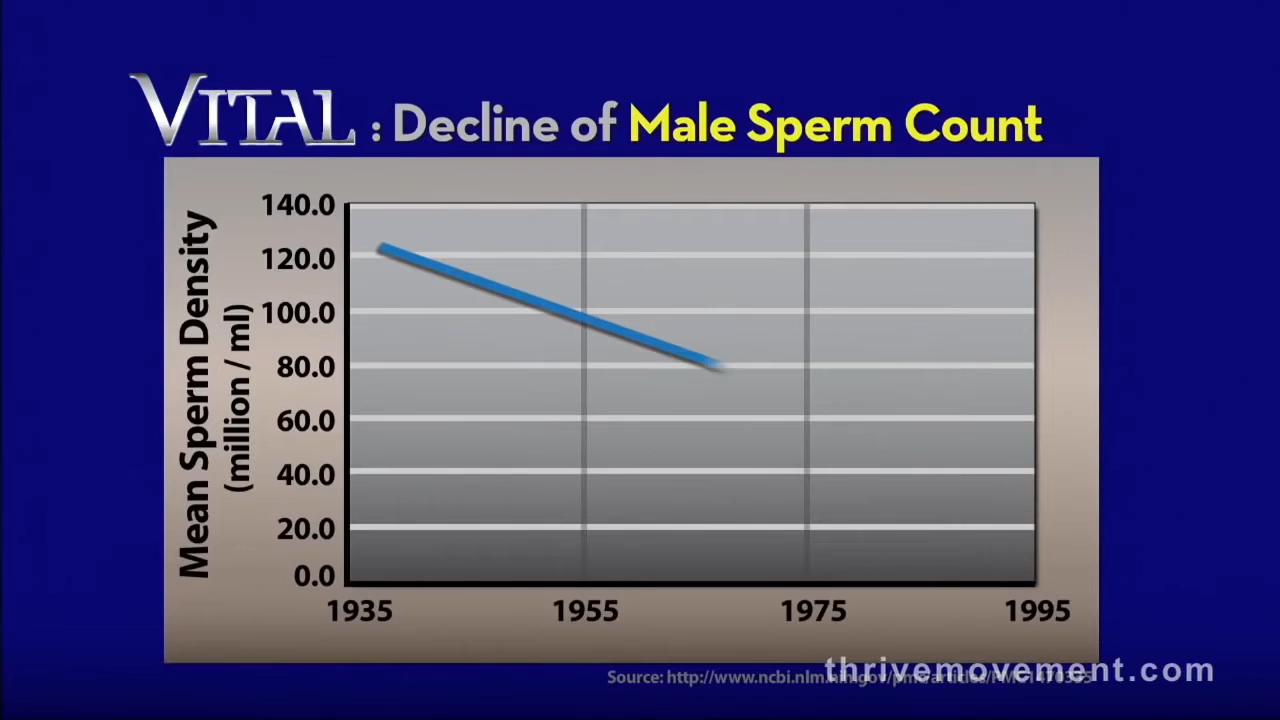 VITAL : Decline of Male Sperm Count
Mean Sperm Density
(million / ml)
140.0
120.0
100.0
80.0
60.0
40.0
20.0
0.0
1935 1955 1975 1995
thrivemovement.com
Source: